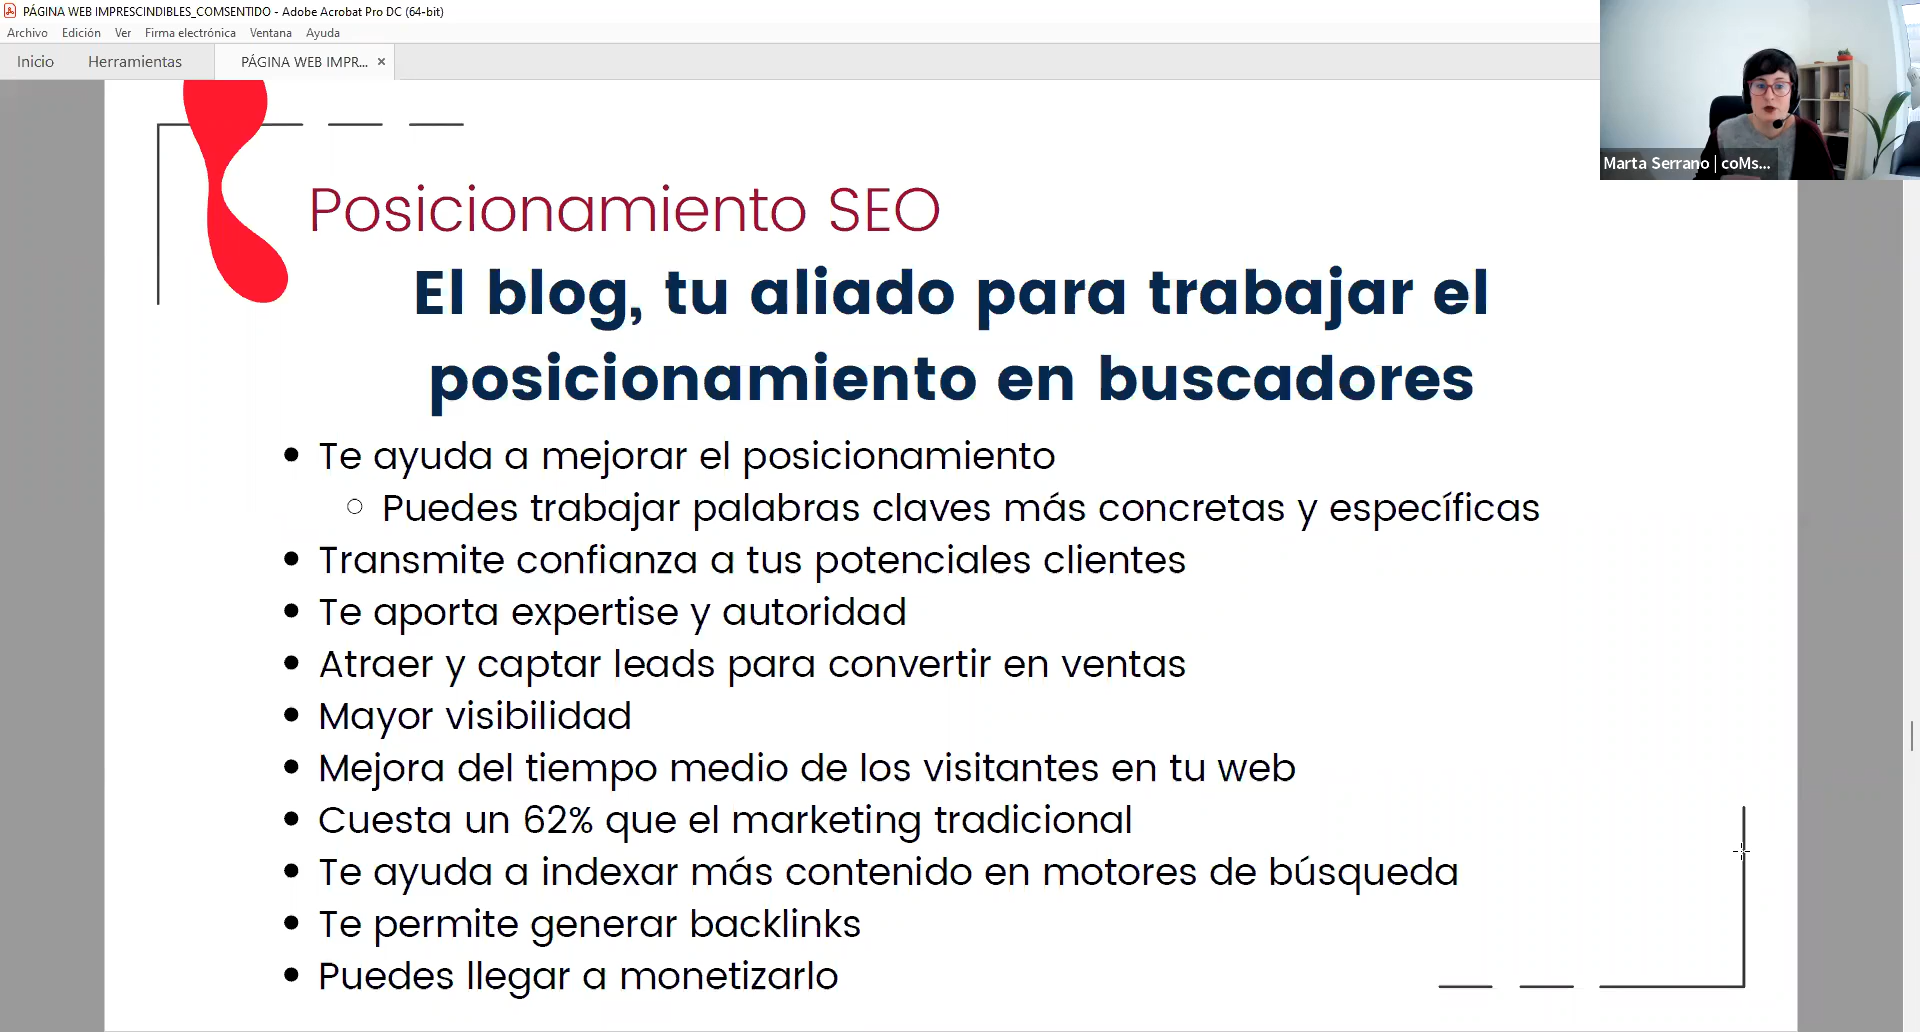 PÁGINA WEB IMPRESCINDIBLES_COMSENTIDO - Adobe Acrobat Pro DC (64-bit)
Archivo Edición Ver Firma electrónica Ventana Ayuda
Inicio Herramientas PÁGINA WEB IMPR... ×
Marta Serrano | coMs...
Posicionamiento SEO
El blog, tu aliado para trabajar el
posicionamiento en buscadores
• Te ayuda a mejorar el posicionamiento
○ Puedes trabajar palabras claves más concretas y específicas
• Transmite confianza a tus potenciales clientes
• Te aporta expertise y autoridad
• Atraer y captar leads para convertir en ventas
• Mayor visibilidad
• Mejora del tiempo medio de los visitantes en tu web
• Cuesta un 62% que el marketing tradicional
• Te ayuda a indexar más contenido en motores de búsqueda
• Te permite generar backlinks
• Puedes llegar a monetizarlo